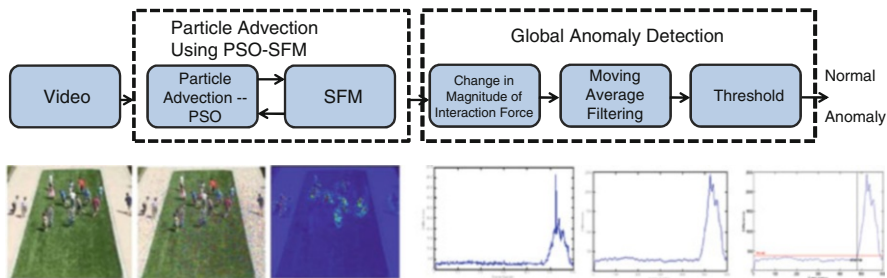 Particle Advection
Using PSO-SFM
Global Anomaly Detection
Video
Particle
Advection --
PSO
SFM
Change in
Magnitude of
Interaction Force
Moving
Average
Filtering
Threshold
Normal
Anomaly